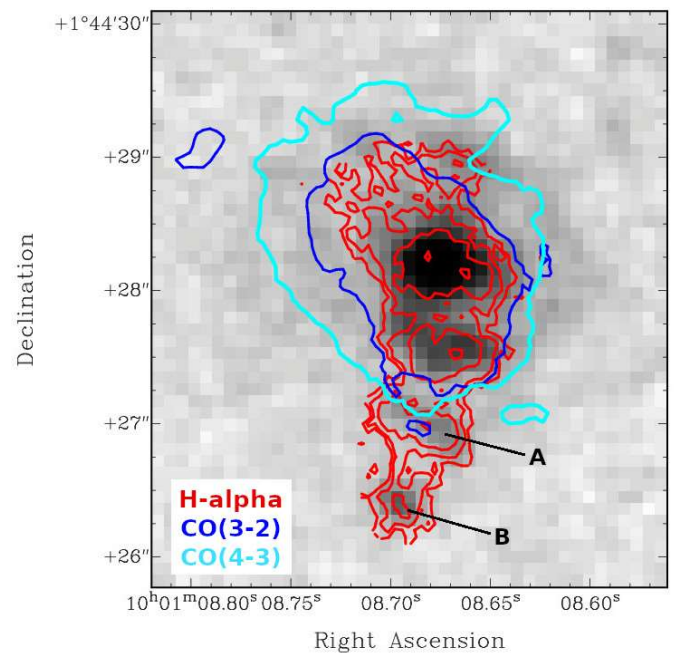 +1°44′30″
+29″
+28″
+27″
+26″
Declination
A
B
H-alpha
CO(3-2)
CO(4-3)
10ʰ01ᵐ08.80ˢ 08.75ˢ 08.70ˢ 08.65ˢ 08.60ˢ
Right Ascension